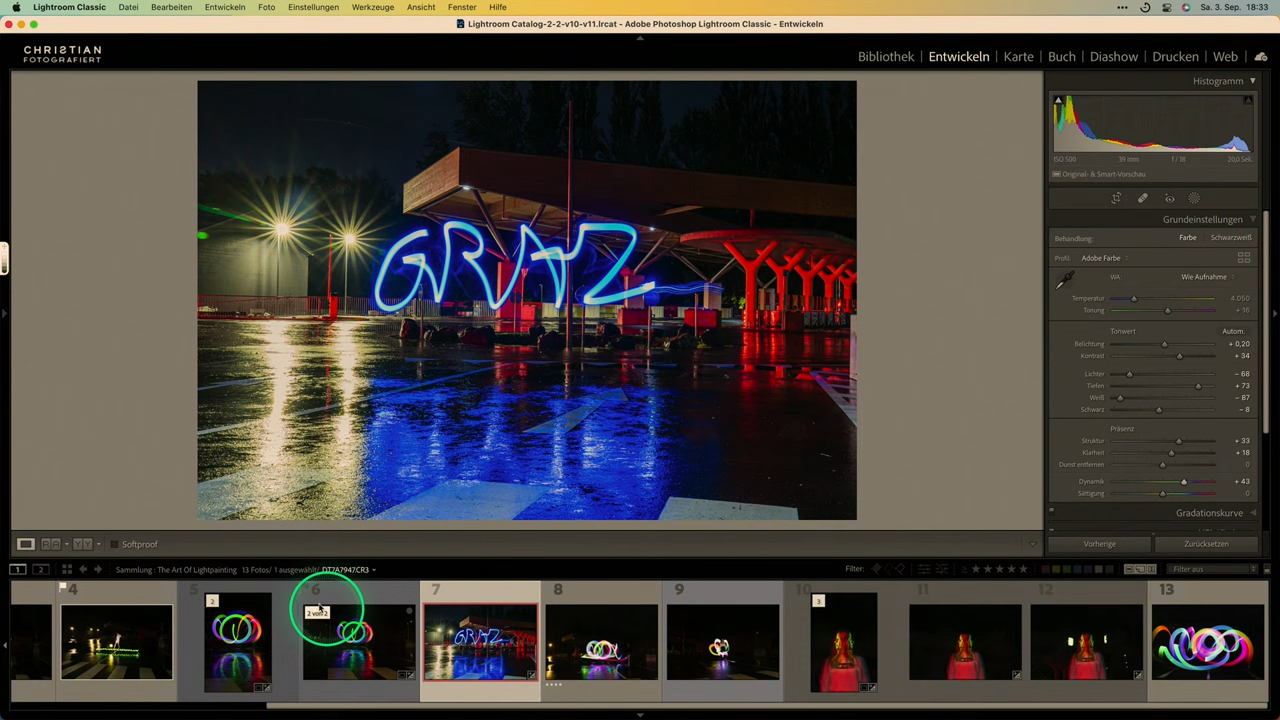 Lightroom Classic Datei Bearbeiten Entwickeln Foto Einstellungen Werkzeuge Ansicht Fenster Hilfe Sa. 3. Sep. 18:33
Lightroom Catalog-2-2-v10-v11.lrcat - Adobe Photoshop Lightroom Classic - Entwickeln
CHRISTIAN
FOTOGRAFIERT
Bibliothek | Entwickeln | Karte | Buch | Diashow | Drucken | Web
Histogramm
ISO 500 39 mm f / 18 20,0 Sek.
Original- & Smart-Vorschau
Grundeinstellungen
Behandlung: Farbe Schwarzweiß
Profil: Adobe Farbe
WA: Wie Aufnahme
Temperatur 4.050
Tonung + 18
Tonwert Autom.
Belichtung + 0,20
Kontrast + 34
Lichter – 68
Tiefen + 73
Weiß – 87
Schwarz – 8
Präsenz
Struktur + 33
Klarheit + 18
Dunst entfernen 0
Dynamik + 43
Sättigung 0
Gradationskurve
Vorherige Zurücksetzen
GRAZ
Softproof
1 2 Sammlung : The Art Of Lightpainting 13 Fotos/ 1 ausgewählt/ DT7A7947.CR3 Filter: Filter aus
4 5 6 7 8 9 10 11 12 13
2 3
2 von 2
GRAZ